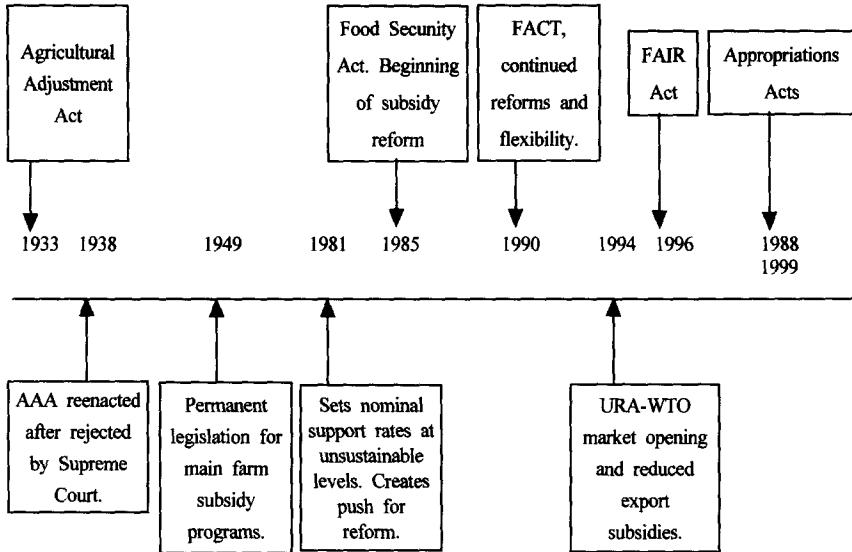 Agricultural
Adjustment
Act
Food Security
Act. Beginning
of subsidy
reform
FACT,
continued
reforms and
flexibility.
FAIR
Act
Appropriations
Acts
1933 1938 1949 1981 1985 1990 1994 1996 1988
1999
AAA reenacted
after rejected
by Supreme
Court.
Permanent
legislation for
main farm
subsidy
programs.
Sets nominal
support rates at
unsustainable
levels. Creates
push for
reform.
URA-WTO
market opening
and reduced
export
subsidies.